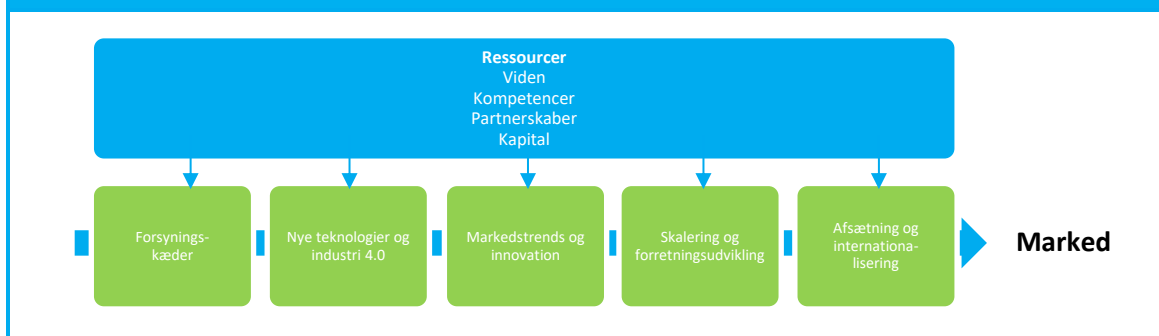 Ressourcer
Viden
Kompetencer
Partnerskaber
Kapital
Forsynings-
kæder
Nye teknologier og
industri 4.0
Markedstrends og
innovation
Skalering og
forretningsudvikling
Afsætning og
internationa-
lisering
Marked